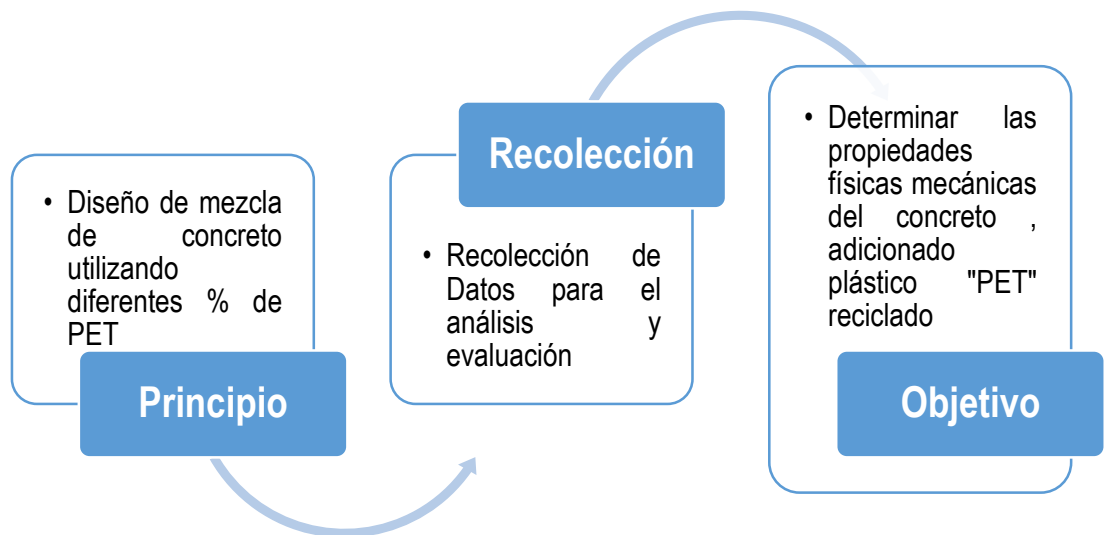 • Diseño de mezcla
de concreto
utilizando
diferentes % de
PET
Principio
Recolección
• Recolección de
Datos para el
análisis y
evaluación
• Determinar las
propiedades
físicas mecánicas
del concreto ,
adicionado
plástico "PET"
reciclado
Objetivo